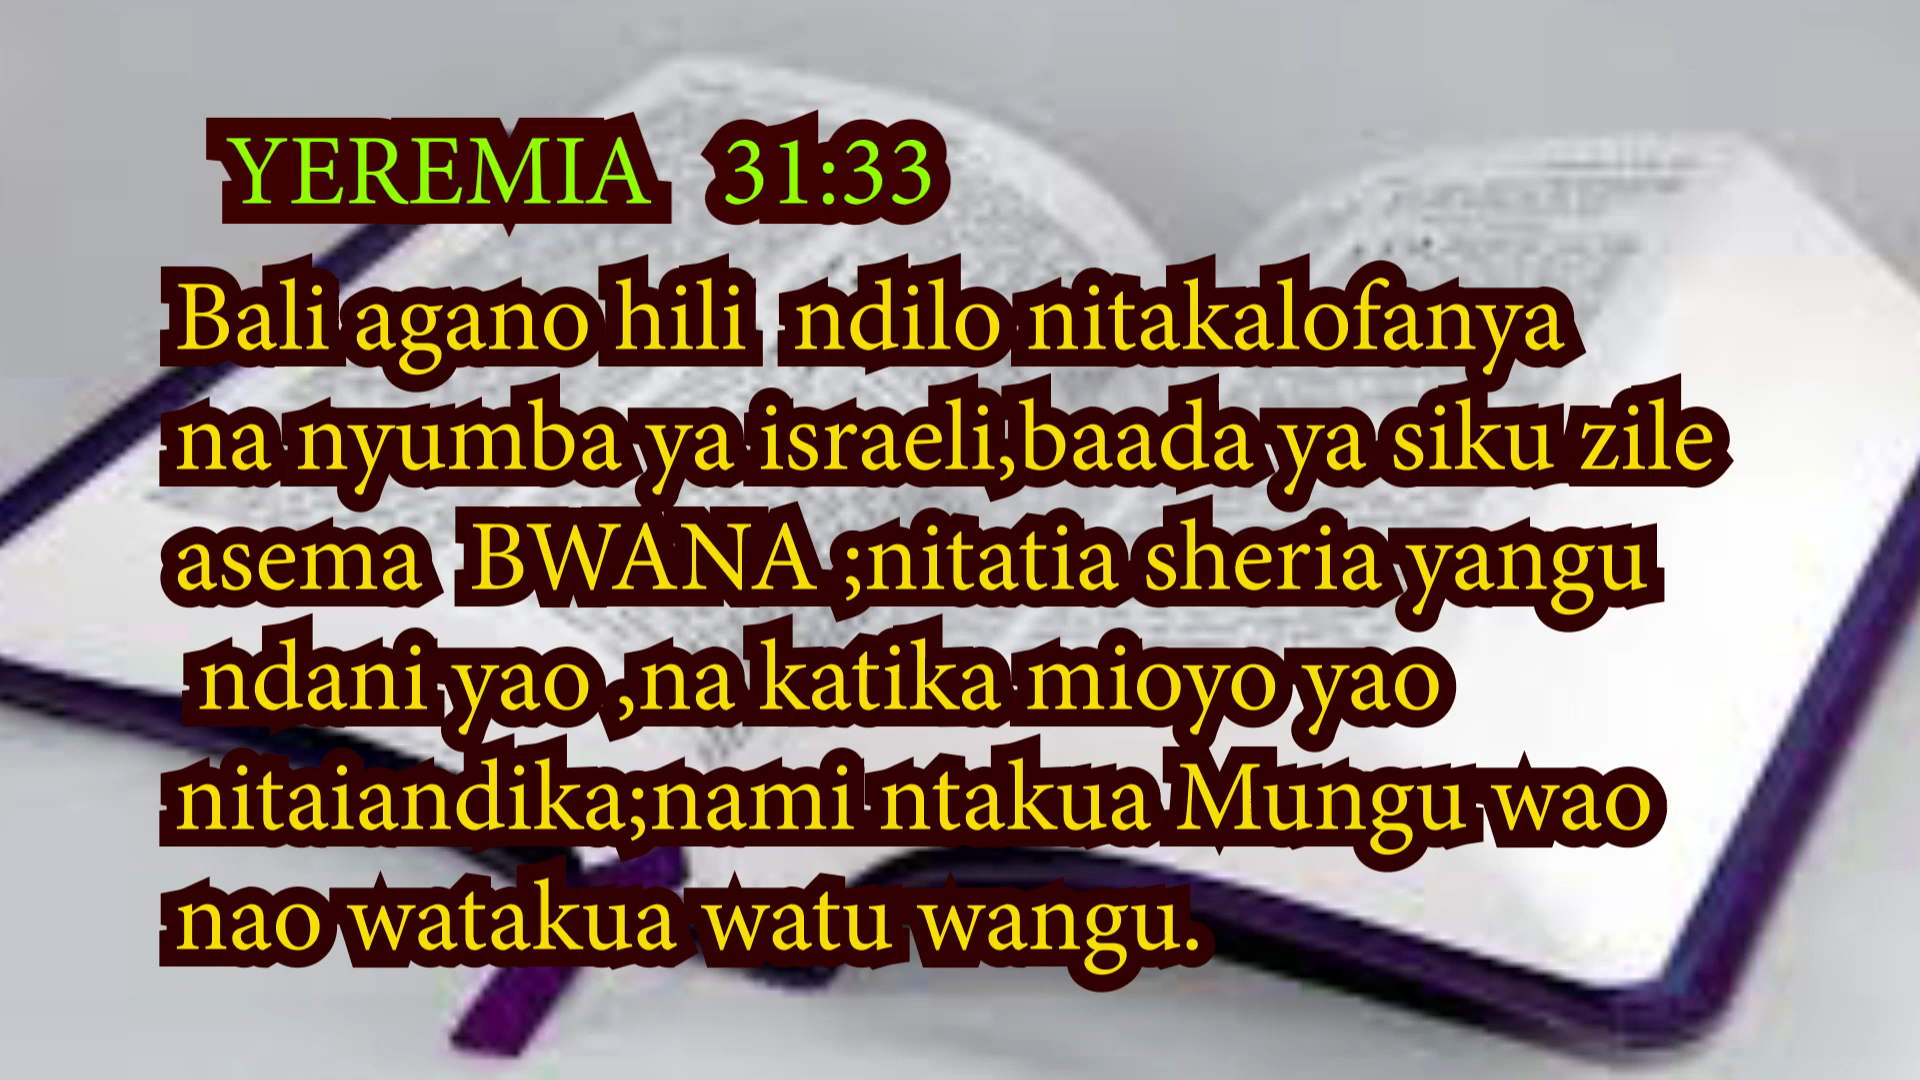 YEREMIA 31:33
Bali agano hili ndilo nitakalofanya
na nyumba ya israeli,baada ya siku zile
asema BWANA ;nitatia sheria yangu
ndani yao ,na katika mioyo yao
nitaiandika;nami ntakua Mungu wao
nao watakua watu wangu.